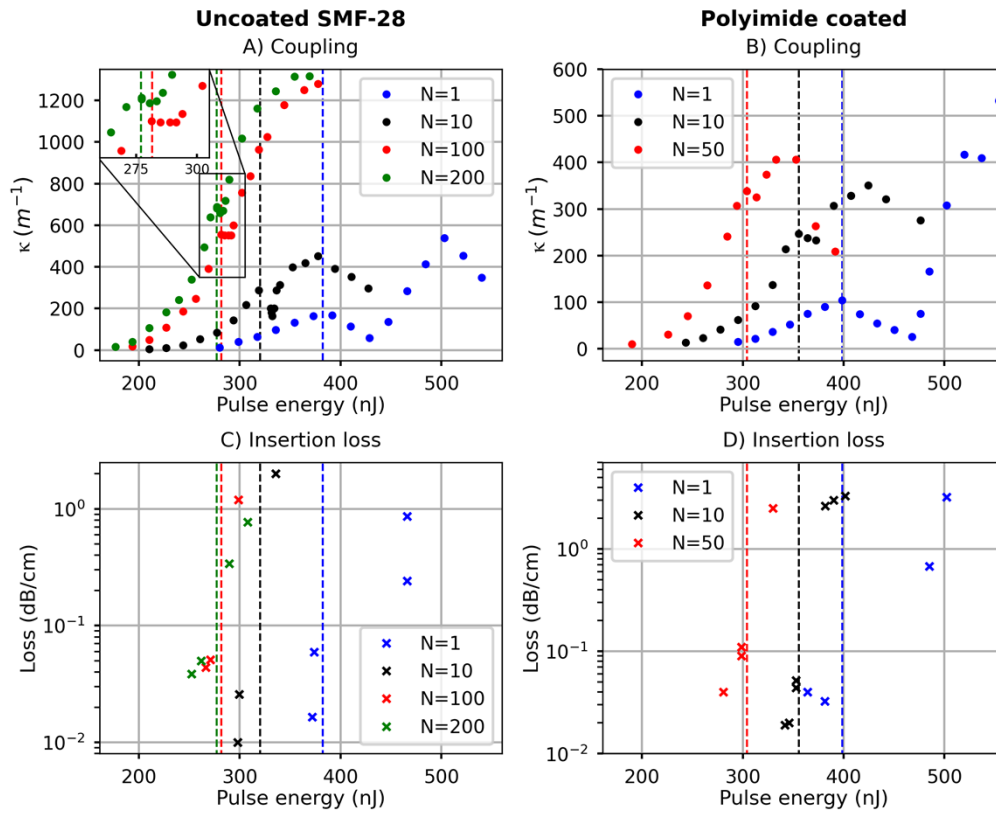 Uncoated SMF-28
Polyimide coated
A) Coupling
B) Coupling
κ (m⁻¹)
1200
1000
800
600
400
200
0
275
300
N=1
N=10
N=100
N=200
200
300
400
500
Pulse energy (nJ)
κ (m⁻¹)
600
500
400
300
200
100
0
N=1
N=10
N=50
200
300
400
500
Pulse energy (nJ)
C) Insertion loss
D) Insertion loss
Loss (dB/cm)
10⁰
10⁻¹
10⁻²
N=1
N=10
N=100
N=200
200
300
400
500
Pulse energy (nJ)
Loss (dB/cm)
10⁰
10⁻¹
10⁻²
N=1
N=10
N=50
200
300
400
500
Pulse energy (nJ)